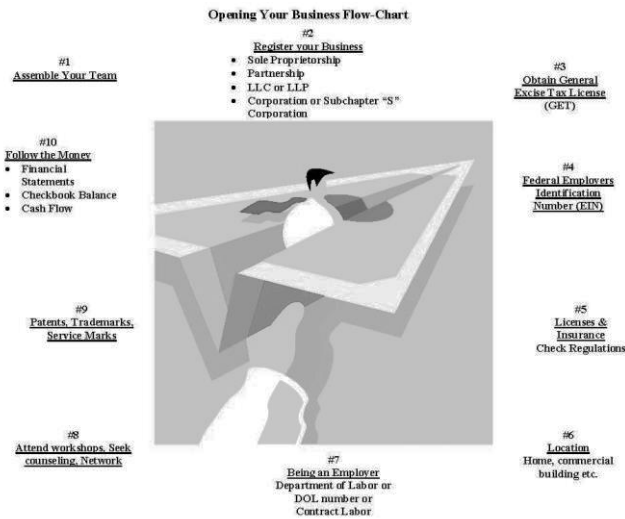 Opening Your Business Flow-Chart
#1
Assemble Your Team
#2
Register your Business
• Sole Proprietorship
• Partnership
• LLC or LLP
• Corporation or Subchapter “S”
Corporation
#3
Obtain General
Excise Tax License
(GET)
#4
Federal Employers
Identification
Number (EIN)
#5
Licenses &
Insurance
Check Regulations
#6
Location
Home, commercial
building etc.
#7
Being an Employer
Department of Labor or
DOL number or
Contract Labor
#8
Attend workshops, Seek
counseling, Network
#9
Patents, Trademarks,
Service Marks
#10
Follow the Money
• Financial
Statements
• Checkbook Balance
• Cash Flow